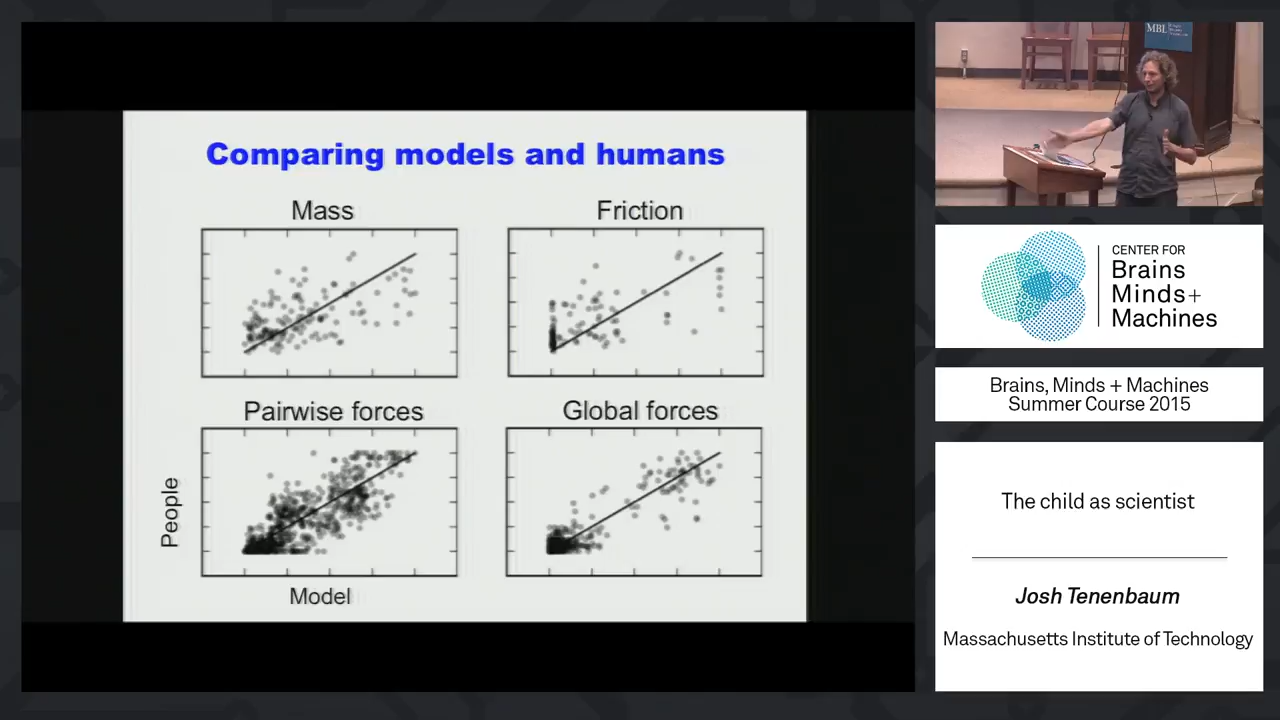 Comparing models and humans
Mass
Friction
Pairwise forces
Global forces
People
Model
MBL
CENTER FOR
Brains
Minds+
Machines
Brains, Minds + Machines
Summer Course 2015
The child as scientist
Josh Tenenbaum
Massachusetts Institute of Technology